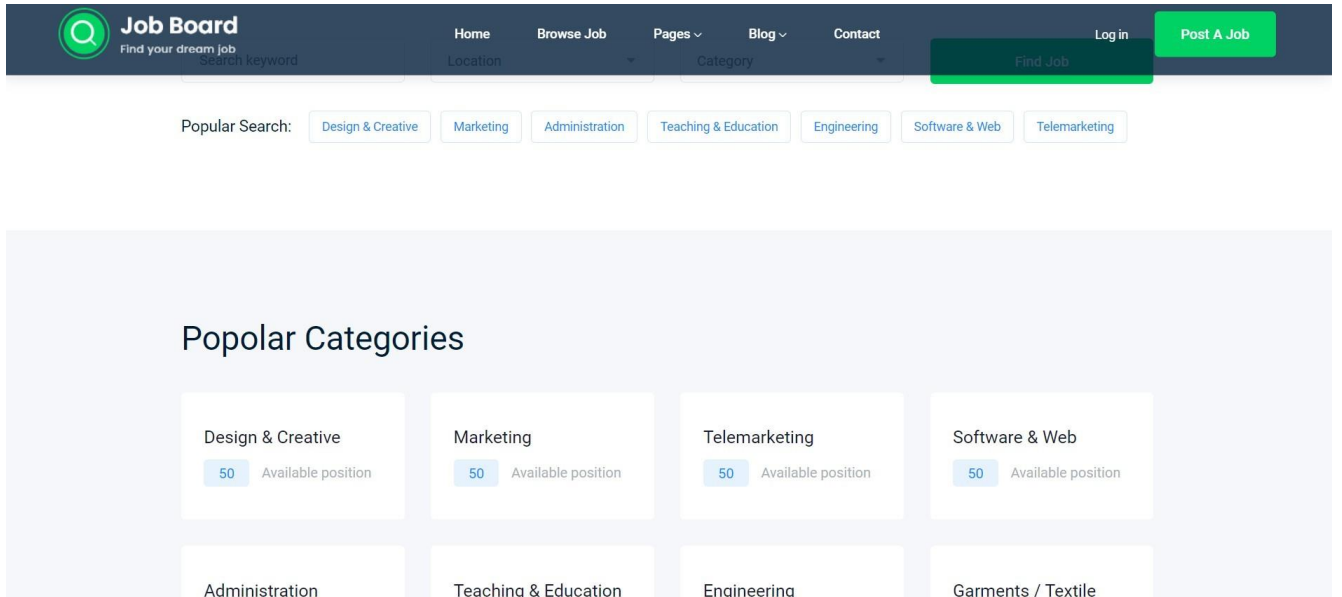 Job Board
Find your dream job
Home Browse Job Pages Blog Contact Log in Post A Job
Search keyword Location Category Find Job
Popular Search: Design & Creative Marketing Administration Teaching & Education Engineering Software & Web Telemarketing
Popolar Categories
Design & Creative Marketing Telemarketing Software & Web
50 Available position 50 Available position 50 Available position 50 Available position
Administration Teaching & Education Engineering Garments / Textile